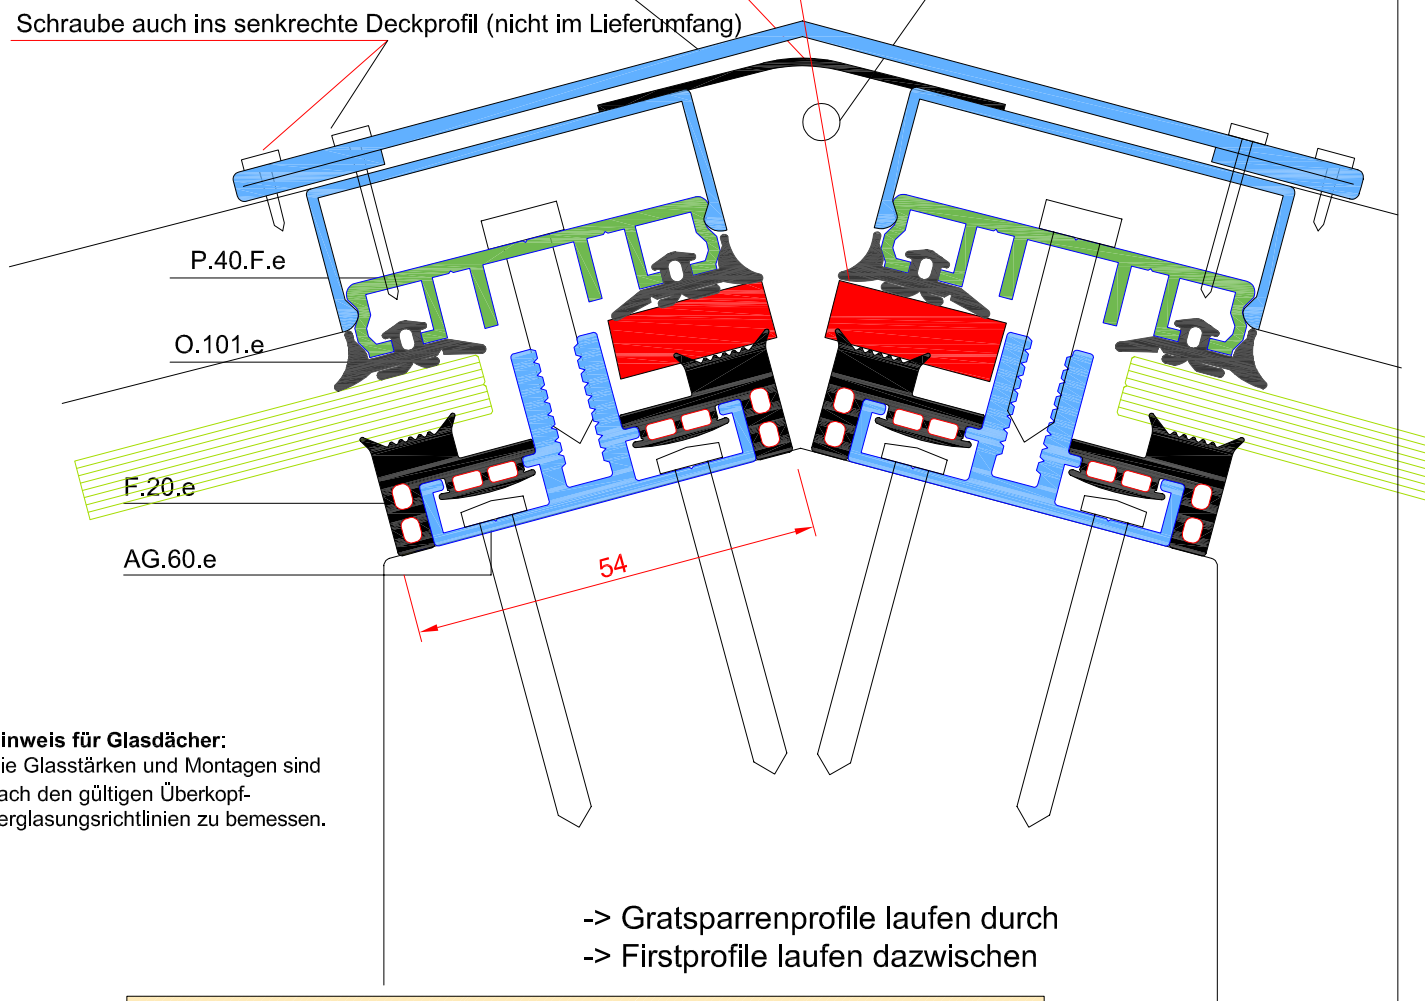 Schraube auch ins senkrechte Deckprofil (nicht im Lieferumfang)
P.40.F.e
O.101.e
F.20.e
AG.60.e
54
inweis für Glasdächer:
ie Glasstärken und Montagen sind
ach den gültigen Überkopf-
erglasungsrichtlinien zu bemessen.
-> Gratsparrenprofile laufen durch
-> Firstprofile laufen dazwischen